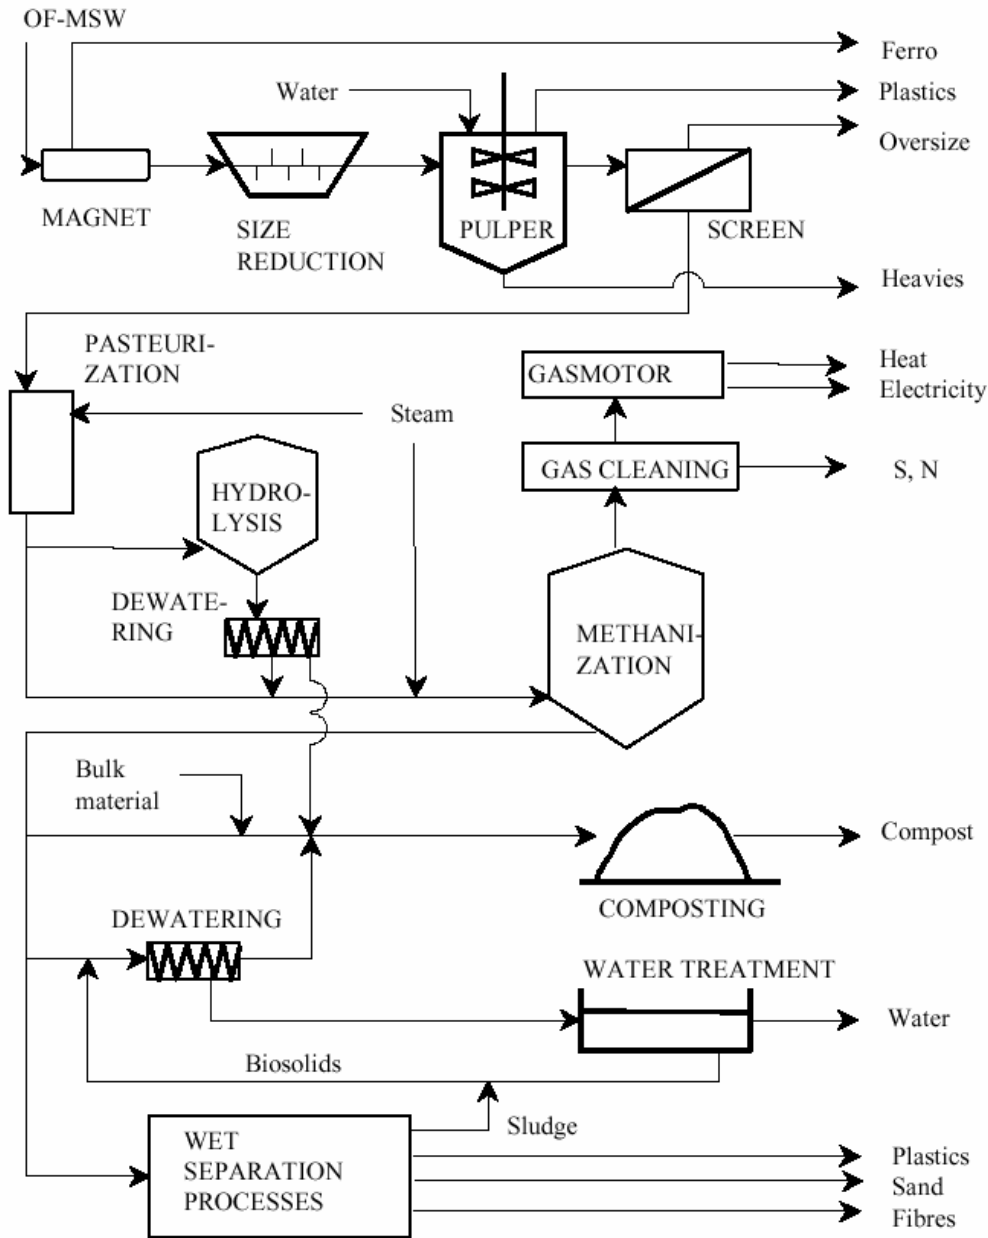 OF-MSW
Ferro
Water
Plastics
Oversize
MAGNET
SIZE
REDUCTION
PULPER
SCREEN
Heavies
PASTEURI-
ZATION
GASMOTOR
Heat
Electricity
Steam
GAS CLEANING
S, N
HYDRO-
LYSIS
DEWATE-
RING
METHANI-
ZATION
Bulk
material
Compost
COMPOSTING
DEWATERING
WATER TREATMENT
Water
Biosolids
Sludge
WET
SEPARATION
PROCESSES
Plastics
Sand
Fibres